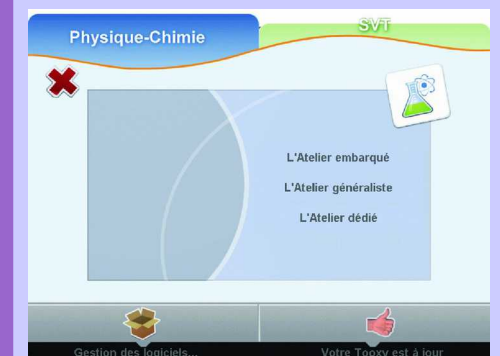 Physique-Chimie
SVT
L'Atelier embarqué
L'Atelier généraliste
L'Atelier dédié
Gestion des logiciels...
Votre Tooxy est à jour